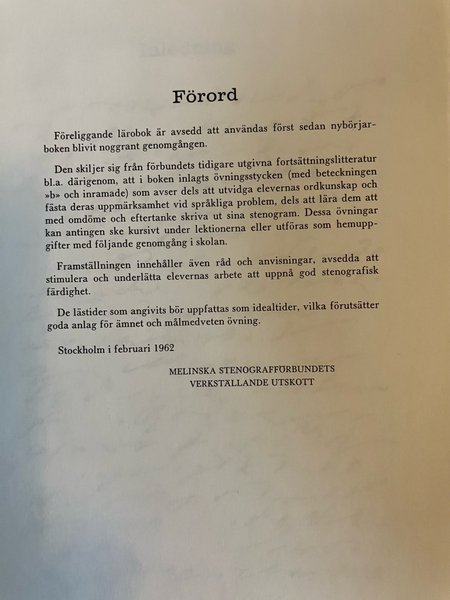 Förord
Föreliggande lärobok är avsedd att användas först sedan nybörjar-
boken blivit noggrant genomgången.
Den skiljer sig från förbundets tidigare utgivna fortsättningslitteratur
bl.a. därigenom, att i boken inlagts övningsstycken (med beteckningen
»b» och inramade) som avser dels att utvidga elevernas ordkunskap och
fästa deras uppmärksamhet vid språkliga problem, dels att lära dem att
med omdöme och eftertanke skriva ut sina stenogram. Dessa övningar
kan antingen ske kursivt under lektionerna eller utföras som hemupp-
gifter med följande genomgång i skolan.
Framställningen innehåller även råd och anvisningar, avsedda att
stimulera och underlätta elevernas arbete att uppnå god stenografisk
färdighet.
De lästider som angivits bör uppfattas som idealtider, vilka förutsätter
goda anlag för ämnet och målmedveten övning.
Stockholm i februari 1962
MELINSKA STENOGRAFFÖRBUNDETS
VERKSTÄLLANDE UTSKOTT